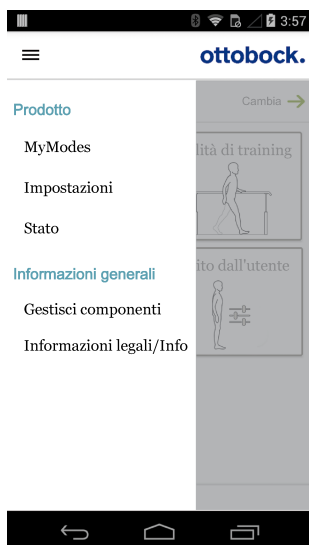 3:57
ottobock.
Prodotto
Cambia
MyModes
lità di training
Impostazioni
Stato
ito dall'utente
Informazioni generali
Gestisci componenti
Informazioni legali/Info